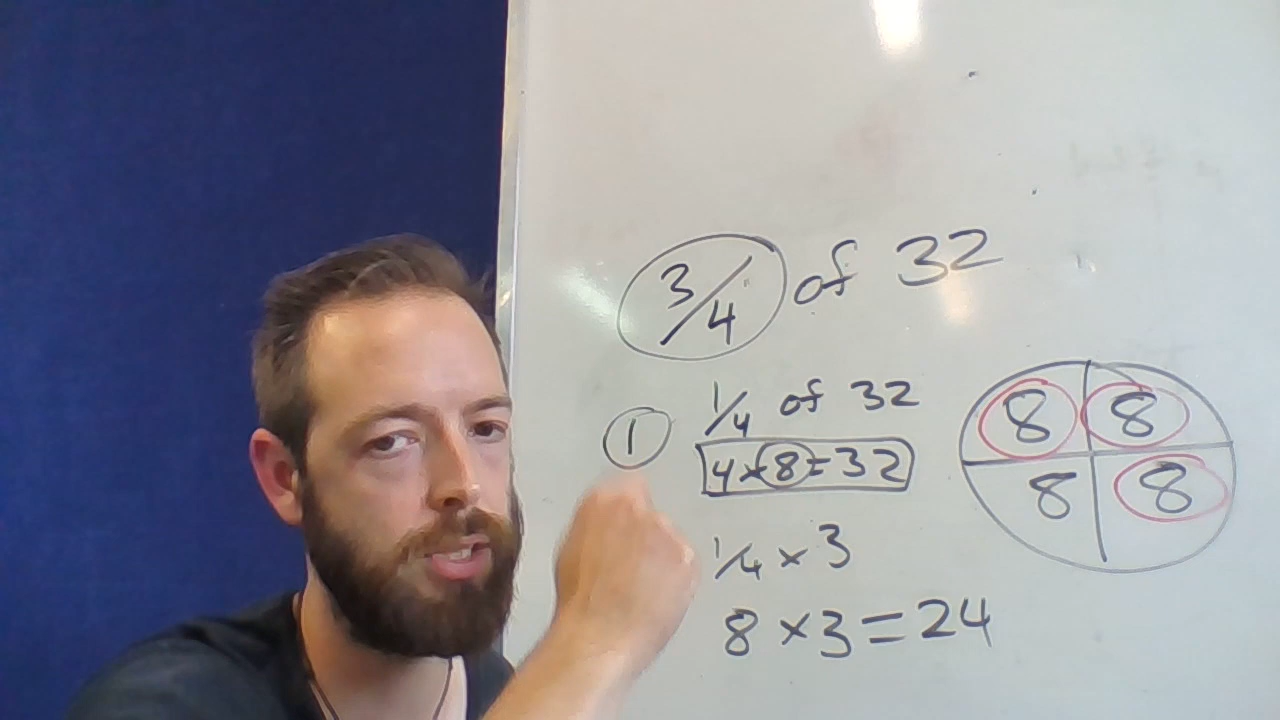 3/4 of 32
1/4 of 32
1
4×8=32
1/4 × 3
8 × 3 = 24
8 8
8 8